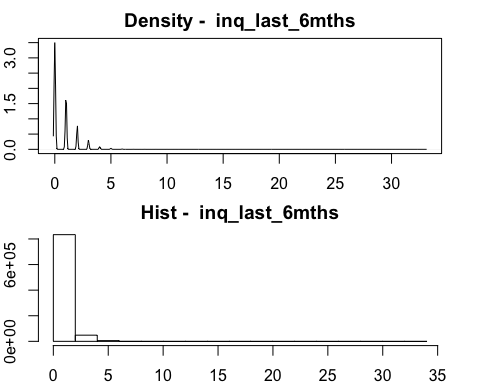 Density -  inq_last_6mths
3.0
1.5
0.0
0 5 10 15 20 25 30
Hist -  inq_last_6mths
6e+05
0e+00
0 5 10 15 20 25 30 35